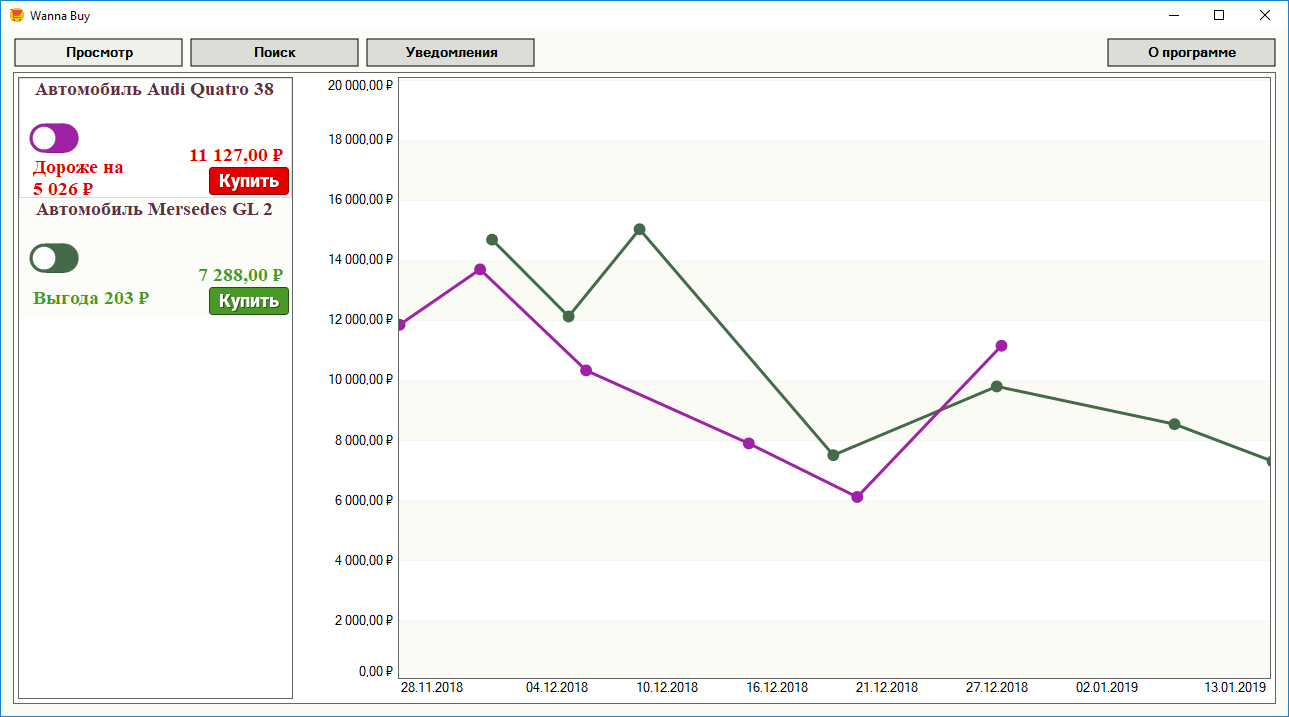 Wanna Buy
Просмотр
Поиск
Уведомления
О программе
Автомобиль Audi Quatro 38
11 127,00 ₽
Дороже на
5 026 ₽
Купить
Автомобиль Mersedes GL 2
7 288,00 ₽
Выгода 203 ₽
Купить
20 000,00 ₽
18 000,00 ₽
16 000,00 ₽
14 000,00 ₽
12 000,00 ₽
10 000,00 ₽
8 000,00 ₽
6 000,00 ₽
4 000,00 ₽
2 000,00 ₽
0,00 ₽
28.11.2018
04.12.2018
10.12.2018
16.12.2018
21.12.2018
27.12.2018
02.01.2019
13.01.2019